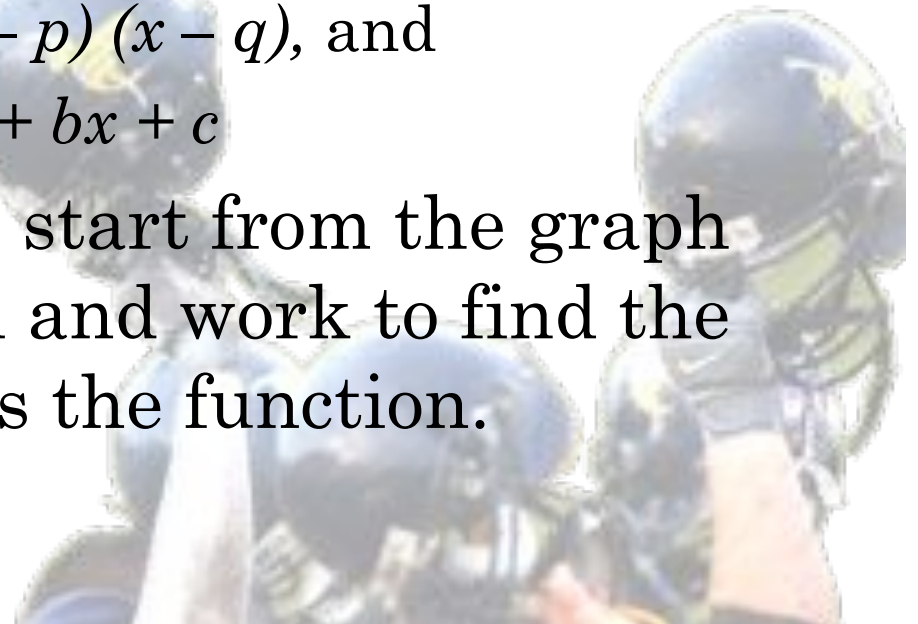 – p) (x – q), and
+ bx + c
start from the graph
and work to find the
s the function.